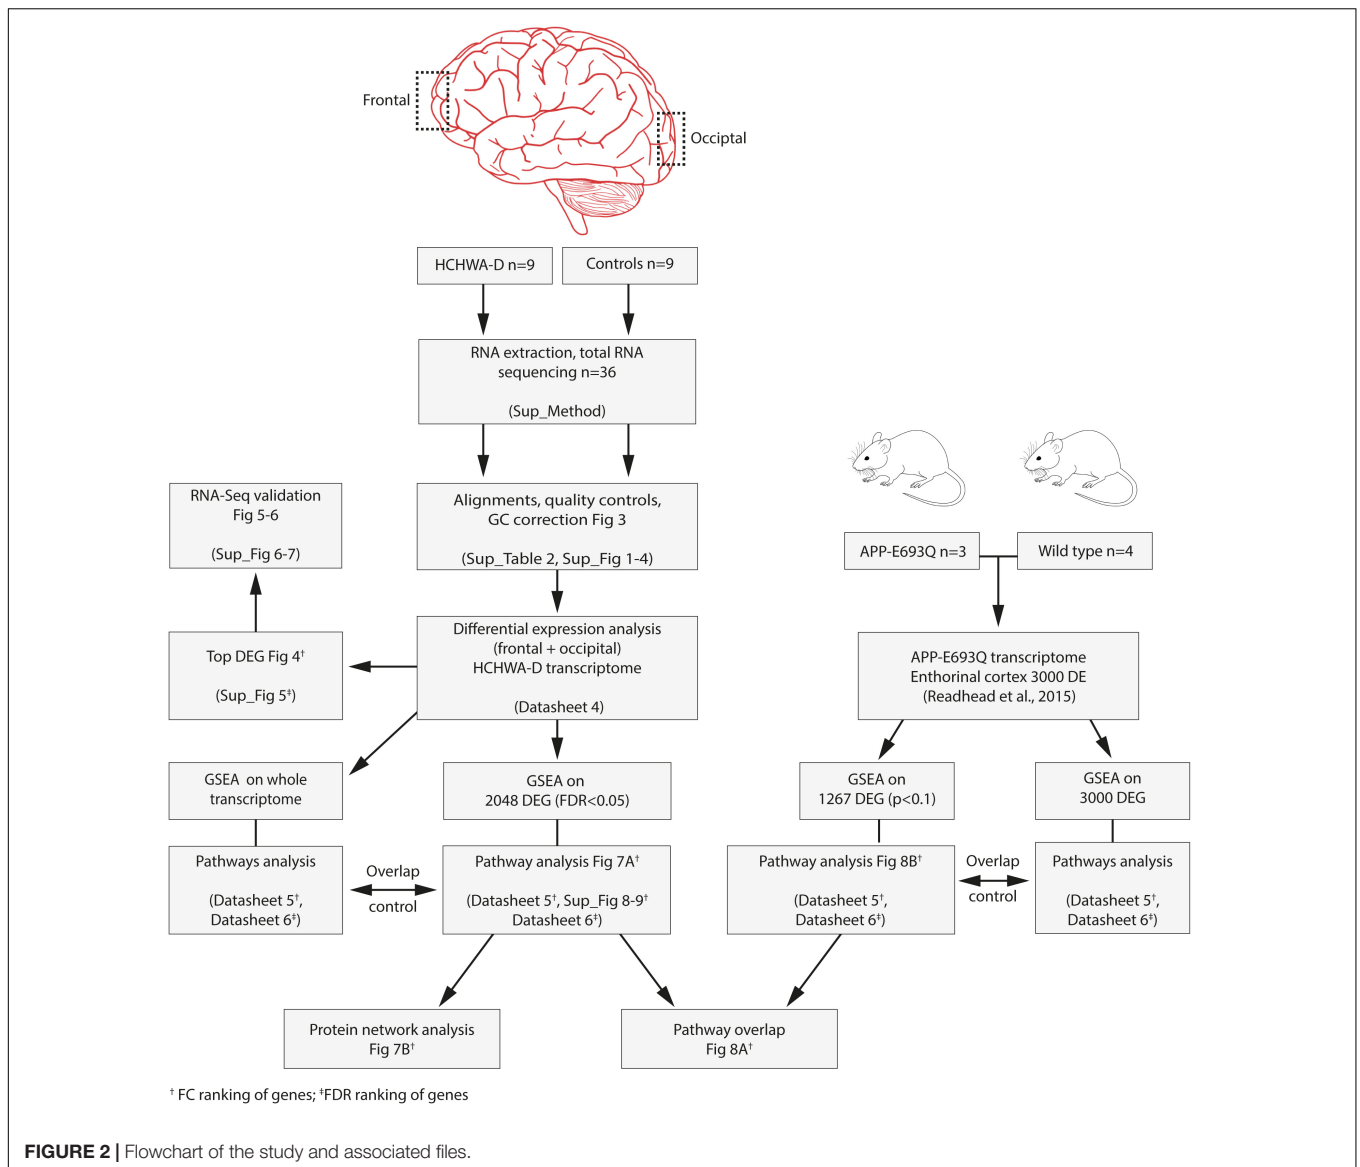 Frontal
Occiptal
HCHWA-D n=9
Controls n=9
RNA extraction, total RNA
sequencing n=36
(Sup_Method)
RNA-Seq validation
Fig 5-6
(Sup_Fig 6-7)
Alignments, quality controls,
GC correction Fig 3
(Sup_Table 2, Sup_Fig 1-4)
APP-E693Q n=3
Wild type n=4
Top DEG Fig 4†
(Sup_Fig 5‡)
Differential expression analysis
(frontal + occipital)
HCHWA-D transcriptome
(Datasheet 4)
APP-E693Q transcriptome
Enthorinal cortex 3000 DE
(Readhead et al., 2015)
GSEA on whole
transcriptome
GSEA on
2048 DEG (FDR<0.05)
GSEA on
1267 DEG (p<0.1)
GSEA on
3000 DEG
Pathways analysis
(Datasheet 5†,
Datasheet 6‡)
Overlap
control
Pathway analysis Fig 7A†
(Datasheet 5†, Sup_Fig 8-9†
Datasheet 6‡)
Pathway analysis Fig 8B†
(Datasheet 5†,
Datasheet 6‡)
Overlap
control
Pathways analysis
(Datasheet 5†,
Datasheet 6‡)
Protein network analysis
Fig 7B†
Pathway overlap
Fig 8A†
† FC ranking of genes; ‡FDR ranking of genes
FIGURE 2 | Flowchart of the study and associated files.